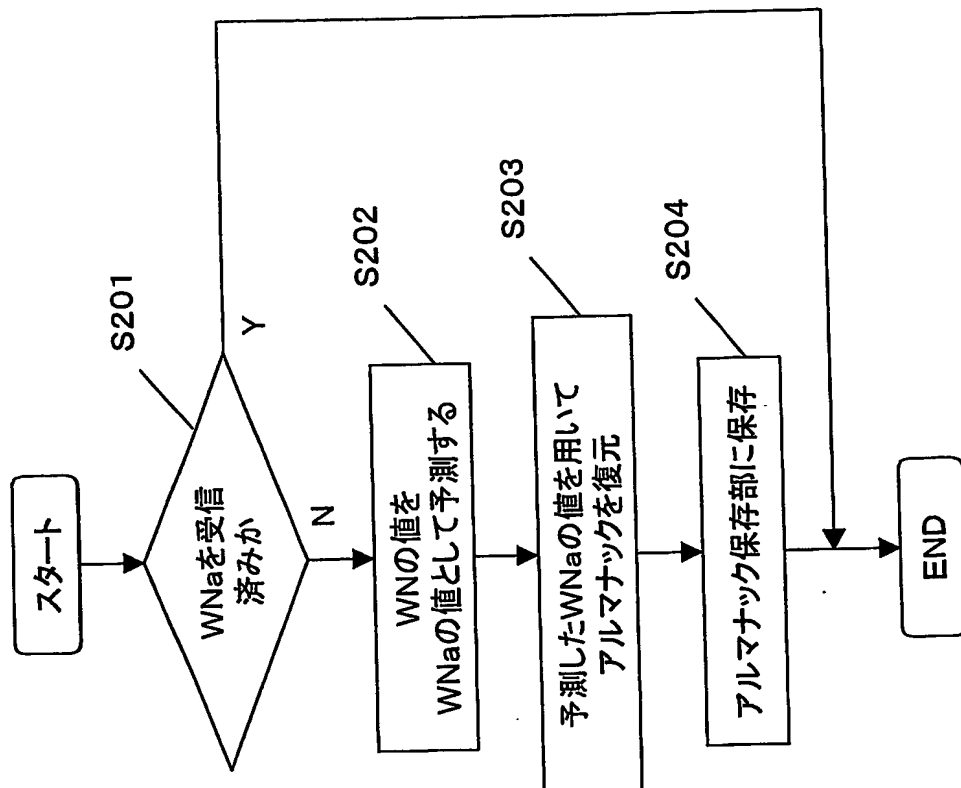 スタート
S201
WNaを受信
済みか
Y
N
S202
WNの値を
WNaの値として予測する
S203
予測したWNaの値を用いて
アルマナックを復元
S204
アルマナック保存部に保存
END